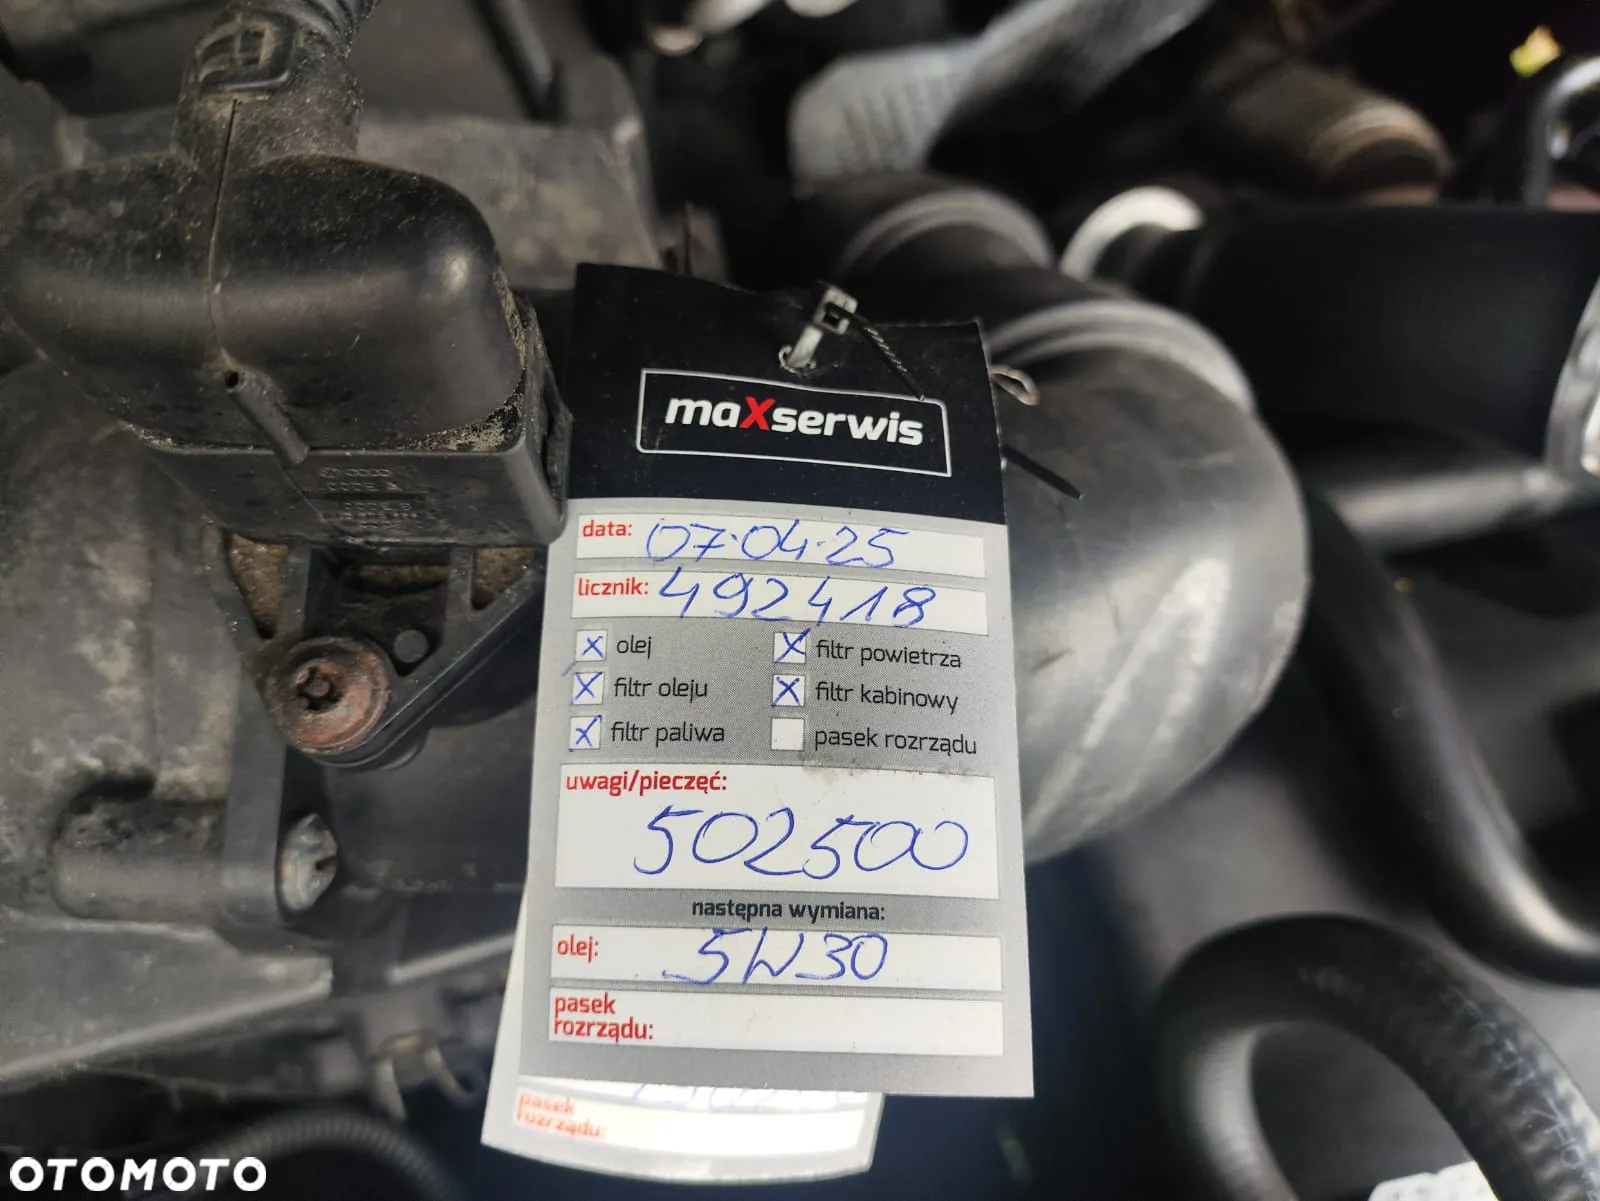 maXserwis
data: 07.04.25
licznik: 492418
olej
filtr powietrza
filtr oleju
filtr kabinowy
filtr paliwa
pasek rozrządu
uwagi/pieczęć:
502500
następna wymiana:
olej: 5W30
pasek
rozrządu:
pasek
rozrządu:
OTOMOTO